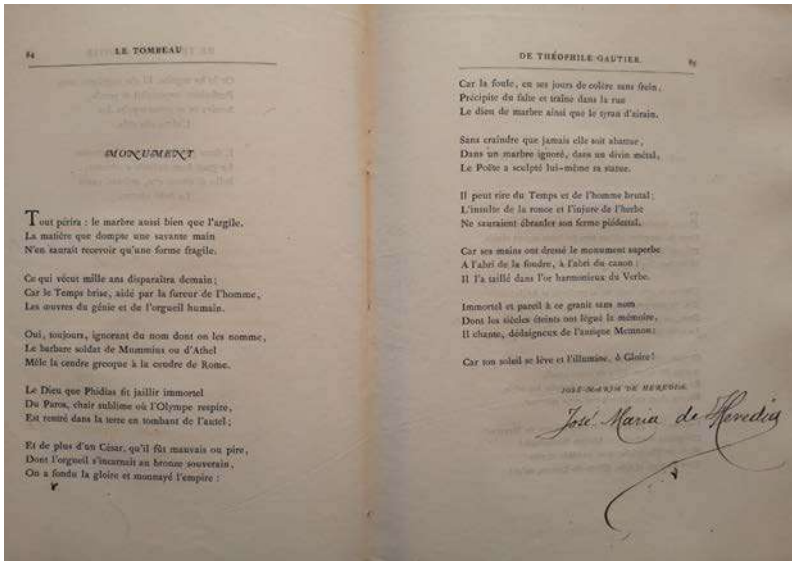 84
LE TOMBEAU
MONUMENT
Tout périra : le marbre aussi bien que l'argile.
La matière que dompte une savante main
N'en saurait recevoir qu'une forme fragile.
Ce qui vécut mille ans disparaîtra demain ;
Car le Temps brise, aidé par la fureur de l'homme,
Les œuvres du génie et de l'orgueil humain.
Oui, toujours, ignorant du nom dont on les nomme,
Le barbare soldat de Mummius ou d'Athel
Mêle la cendre grecque à la cendre de Rome.
Le Dieu que Phidias fit jaillir immortel
Du Paros, chair sublime où l'Olympe respire,
Est rentré dans la terre en tombant de l'autel ;
Et de plus d'un César, qu'il fût mauvais ou pire,
Dont l'orgueil s'incarnait au bronze souverain,
On a fondu la gloire et monnayé l'empire :
DE THÉOPHILE GAUTIER.
85
Car la foule, en ses jours de colère sans frein,
Précipite du faîte et traîne dans la rue
Le dieu de marbre ainsi que le tyran d'airain.
Sans craindre que jamais elle soit abattue,
Dans un marbre ignoré, dans un divin métal,
Le Poëte a sculpté lui-même sa statue.
Il peut rire du Temps et de l'homme brutal ;
L'insulte de la ronce et l'injure de l'herbe
Ne sauraient ébranler son ferme piédestal.
Car ses mains ont dressé le monument superbe
A l'abri de la foudre, à l'abri du canon :
Il l'a taillé dans l'or harmonieux du Verbe.
Immortel et pareil à ce granit sans nom
Dont les siècles éteints ont légué la mémoire,
Il chante, dédaigneux de l'antique Memnon :
Car ton soleil se lève et l'illumine, ô Gloire !
JOSÉ-MARIA DE HEREDIA.
José Maria de Heredia